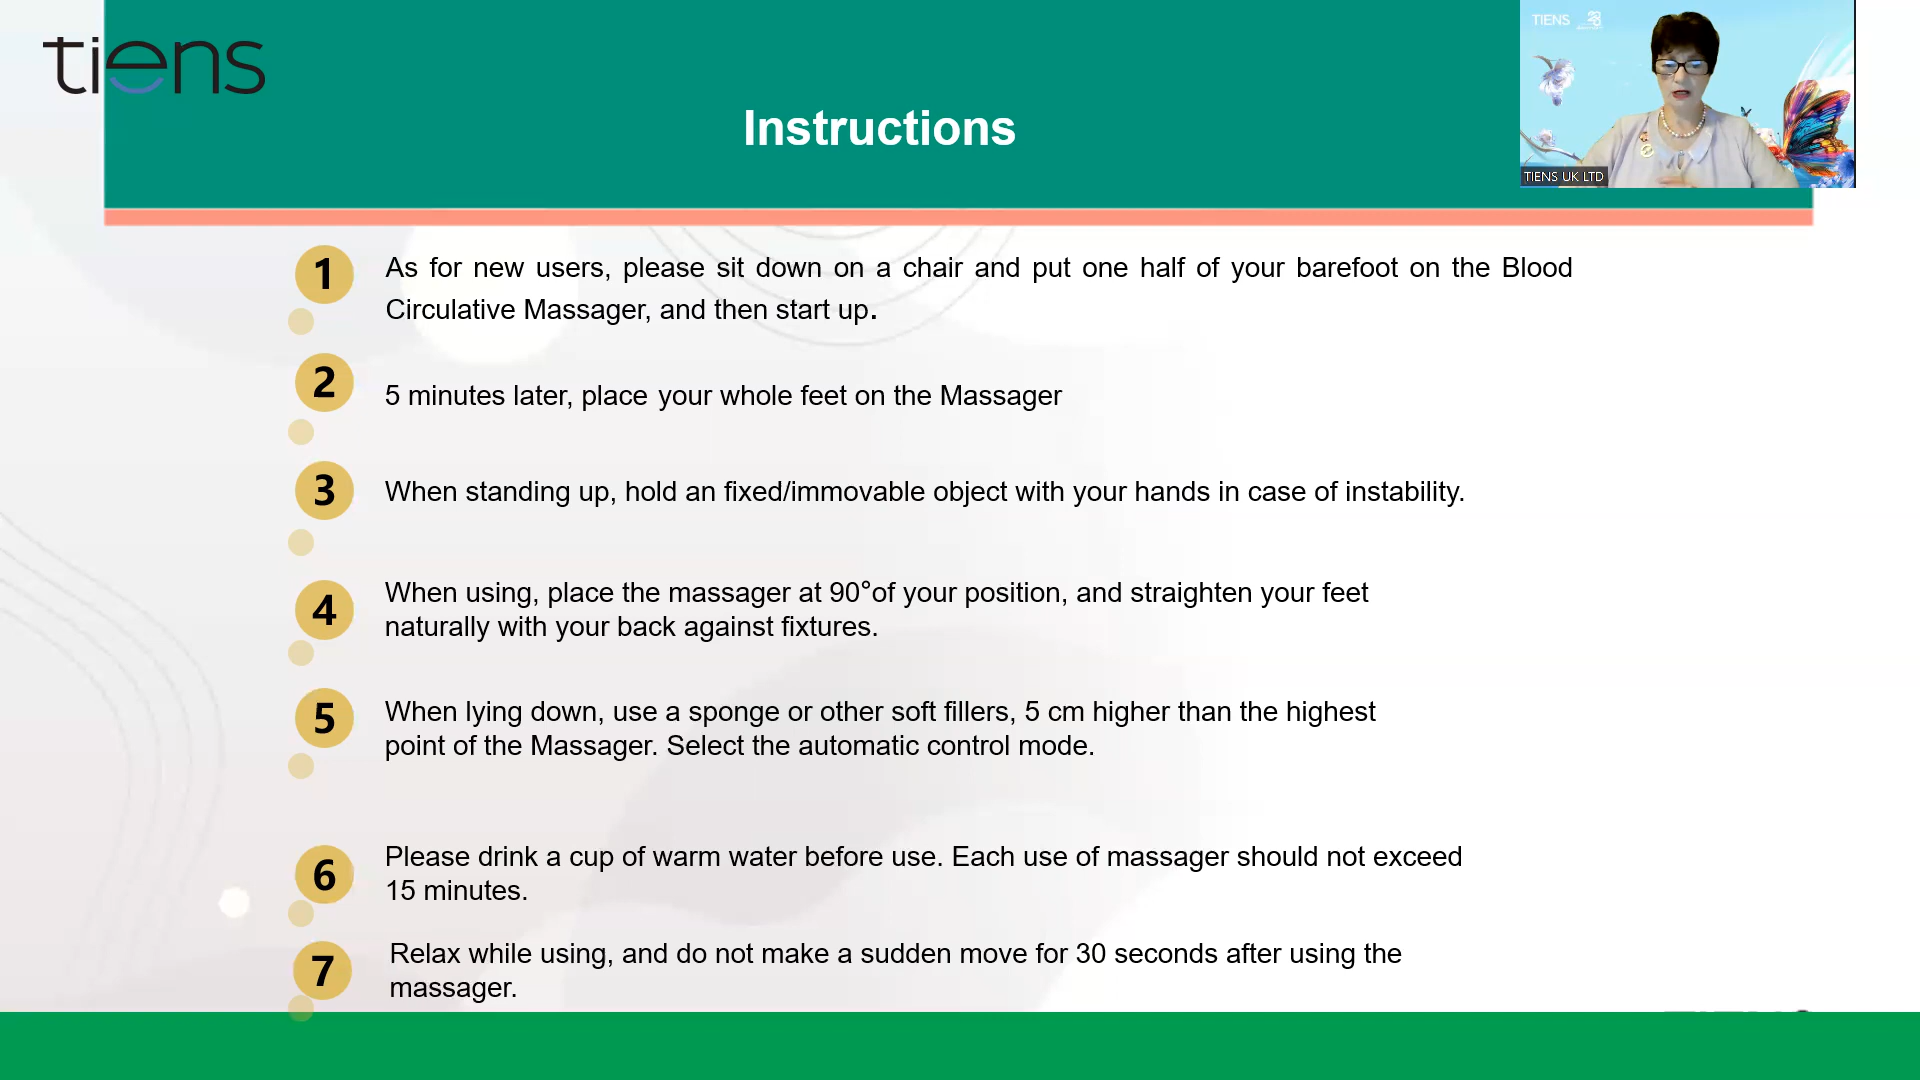 tiens
Instructions
TIENS
TIENS UK LTD
1
As for new users, please sit down on a chair and put one half of your barefoot on the Blood
Circulative Massager, and then start up.
2
5 minutes later, place your whole feet on the Massager
3
When standing up, hold an fixed/immovable object with your hands in case of instability.
4
When using, place the massager at 90°of your position, and straighten your feet
naturally with your back against fixtures.
5
When lying down, use a sponge or other soft fillers, 5 cm higher than the highest
point of the Massager. Select the automatic control mode.
6
Please drink a cup of warm water before use. Each use of massager should not exceed
15 minutes.
7
Relax while using, and do not make a sudden move for 30 seconds after using the
massager.